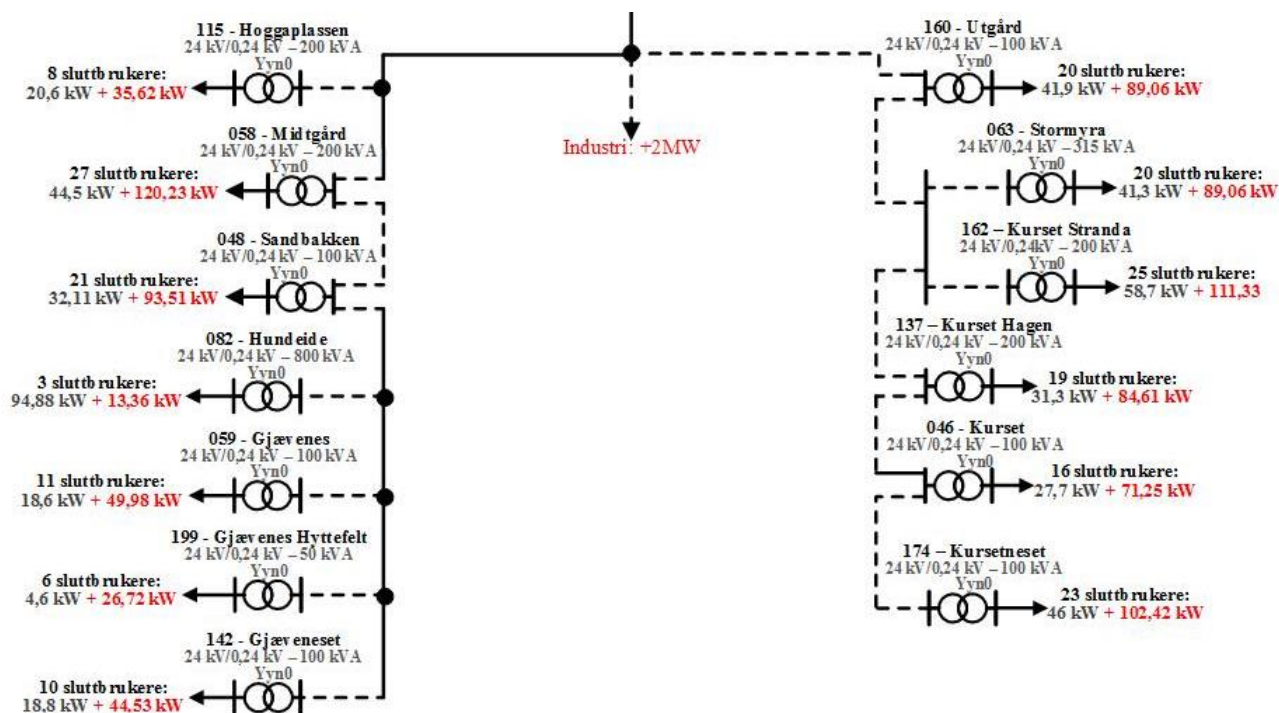 115 - Hoggaplassen
24 kV/0,24 kV – 200 kVA
Yyn0
8 sluttbrukere:
20,6 kW + 35,62 kW
058 - Midtgård
24 kV/0,24 kV – 200 kVA
Yyn0
27 sluttbrukere:
44,5 kW + 120,23 kW
048 - Sandbakken
24 kV/0,24 kV – 100 kVA
Yyn0
21 sluttbrukere:
32,11 kW + 93,51 kW
082 - Hundeide
24 kV/0,24 kV – 800 kVA
Yyn0
3 sluttbrukere:
94,88 kW + 13,36 kW
059 - Gjævenes
24 kV/0,24 kV – 100 kVA
Yyn0
11 sluttbrukere:
18,6 kW + 49,98 kW
199 - Gjævenes Hyttefelt
24 kV/0,24 kV – 50 kVA
Yyn0
6 sluttbrukere:
4,6 kW + 26,72 kW
142 - Gjæveneset
24 kV/0,24 kV – 100 kVA
Yyn0
10 sluttbrukere:
18,8 kW + 44,53 kW
Industri: +2MW
160 - Utgård
24 kV/0,24 kV – 100 kVA
Yyn0
20 sluttbrukere:
41,9 kW + 89,06 kW
063 - Stormyra
24 kV/0,24 kV – 315 kVA
Yyn0
20 sluttbrukere:
41,3 kW + 89,06 kW
162 – Kurset Stranda
24 kV/0,24kV – 200 kVA
Yyn0
25 sluttbrukere:
58,7 kW + 111,33
137 – Kurset Hagen
24 kV/0,24 kV – 200 kVA
Yyn0
19 sluttbrukere:
31,3 kW + 84,61 kW
046 - Kurset
24 kV/0,24 kV – 100 kVA
Yyn0
16 sluttbrukere:
27,7 kW + 71,25 kW
174 – Kursetneset
24 kV/0,24 kV – 100 kVA
Yyn0
23 sluttbrukere:
46 kW + 102,42 kW